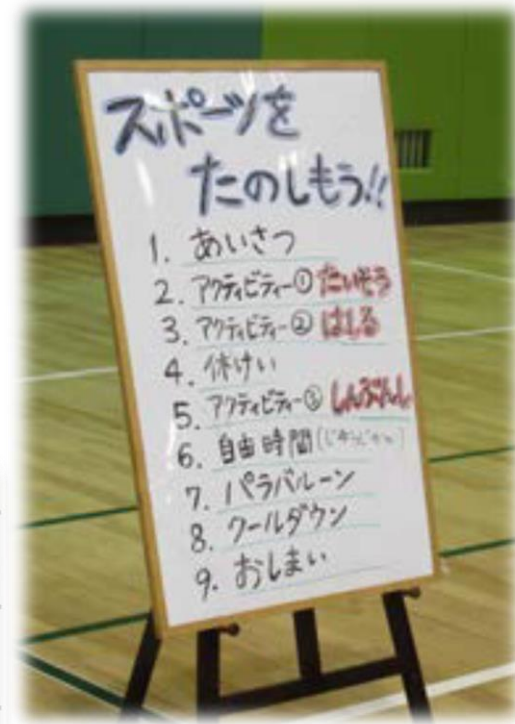 スポーツを
たのしもう!!
1. あいさつ
2. アクティビティー① たいそう
3. アクティビティー② はしる
4. 休けい
5. アクティビティー③ しんぶんし
6. 自由時間(じゆうじかん)
7. パラバルーン
8. クールダウン
9. おしまい